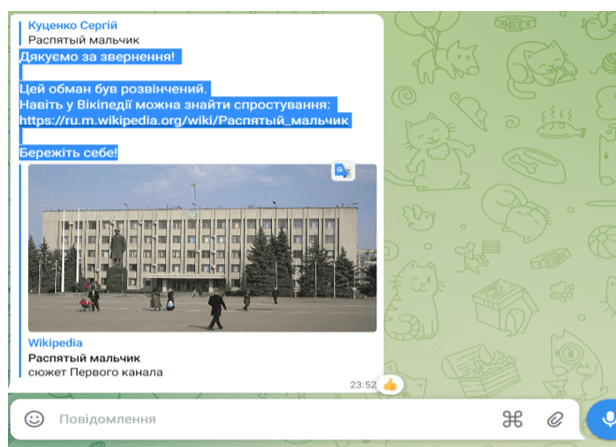 Куценко Сергій
Распятый мальчик
Дякуємо за звернення!
Цей обман був розвінчений.
Навіть у Вікіпедії можна знайти спростування:
https://ru.m.wikipedia.org/wiki/Распятый_мальчик
Бережіть себе!
Wikipedia
Распятый мальчик
сюжет Первого канала
23:52
Повідомлення